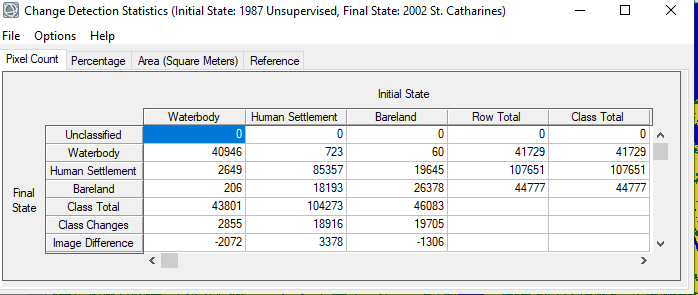 Change Detection Statistics (Initial State: 1987 Unsupervised, Final State: 2002 St. Catharines)
File Options Help
Pixel Count Percentage Area (Square Meters) Reference
Initial State
Waterbody Human Settlement Bareland Row Total Class Total
Unclassified 0 0 0 0 0
Waterbody 40946 723 60 41729 41729
Human Settlement 2649 85357 19645 107651 107651
Final State
Bareland 206 18193 26378 44777 44777
Class Total 43801 104273 46083
Class Changes 2855 18916 19705
Image Difference -2072 3378 -1306